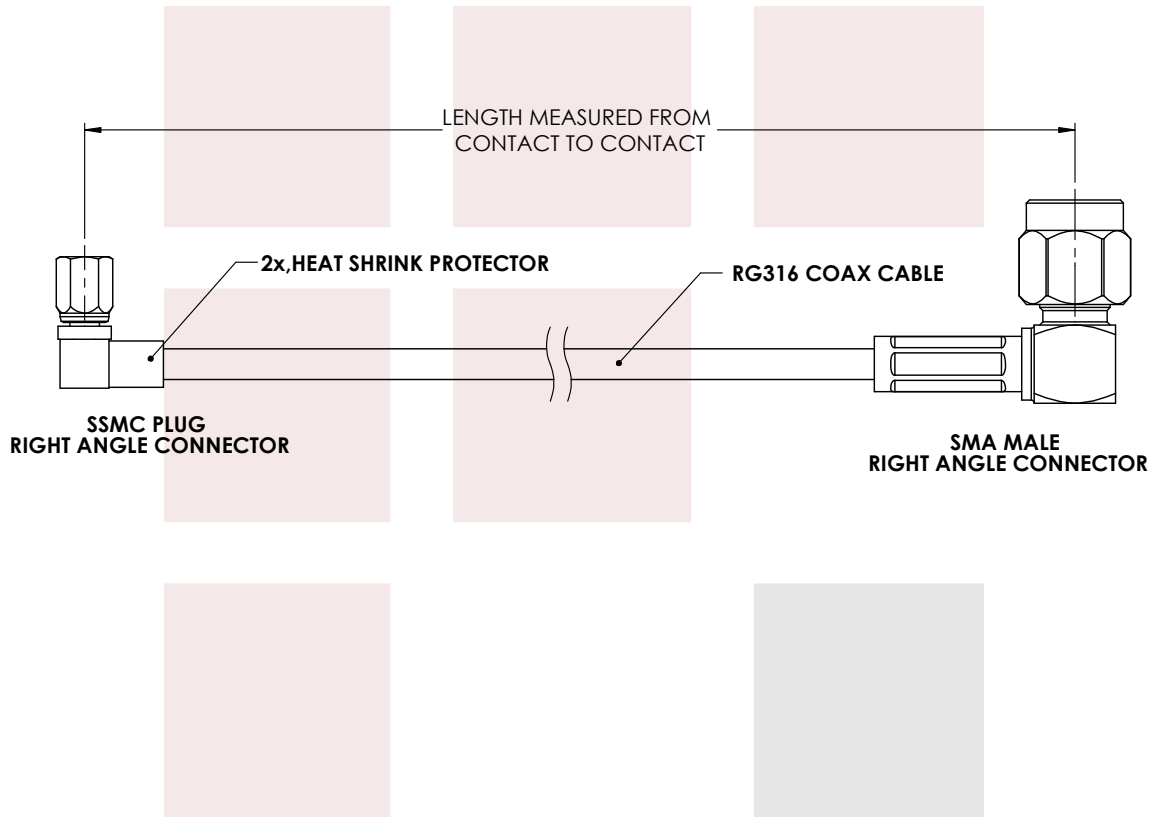 LENGTH MEASURED FROM
CONTACT TO CONTACT
2x,HEAT SHRINK PROTECTOR
RG316 COAX CABLE
SSMC PLUG
RIGHT ANGLE CONNECTOR
SMA MALE
RIGHT ANGLE CONNECTOR